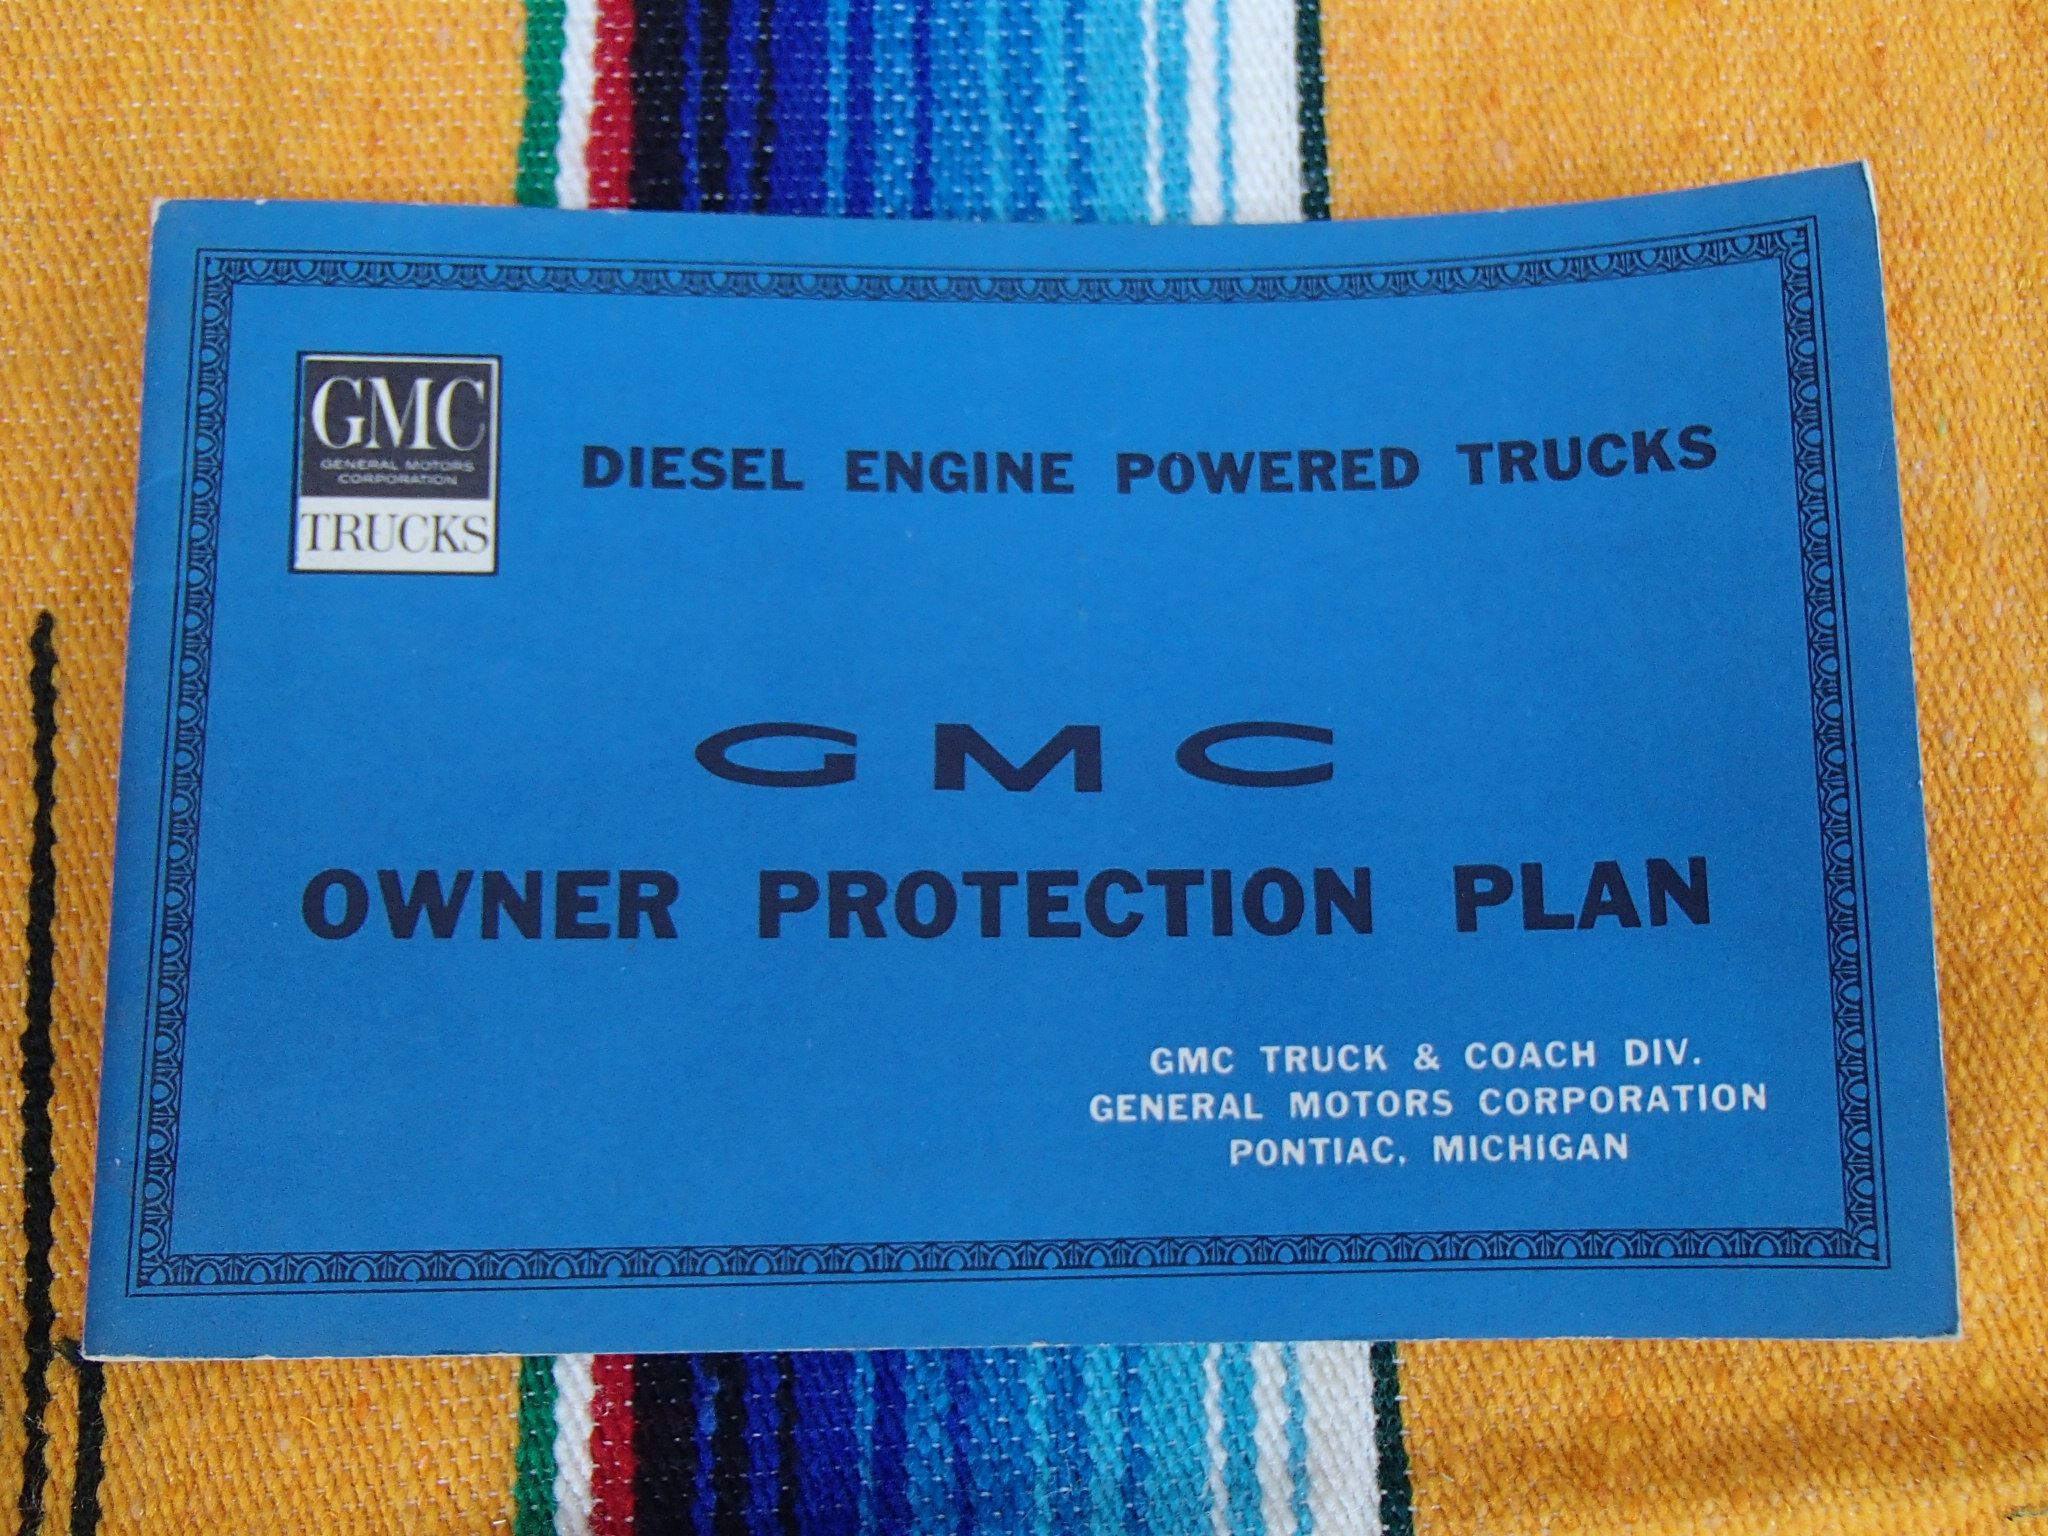 GMC
GENERAL MOTORS
CORPORATION
TRUCKS
DIESEL ENGINE POWERED TRUCKS
GMC
OWNER PROTECTION PLAN
GMC TRUCK & COACH DIV.
GENERAL MOTORS CORPORATION
PONTIAC, MICHIGAN